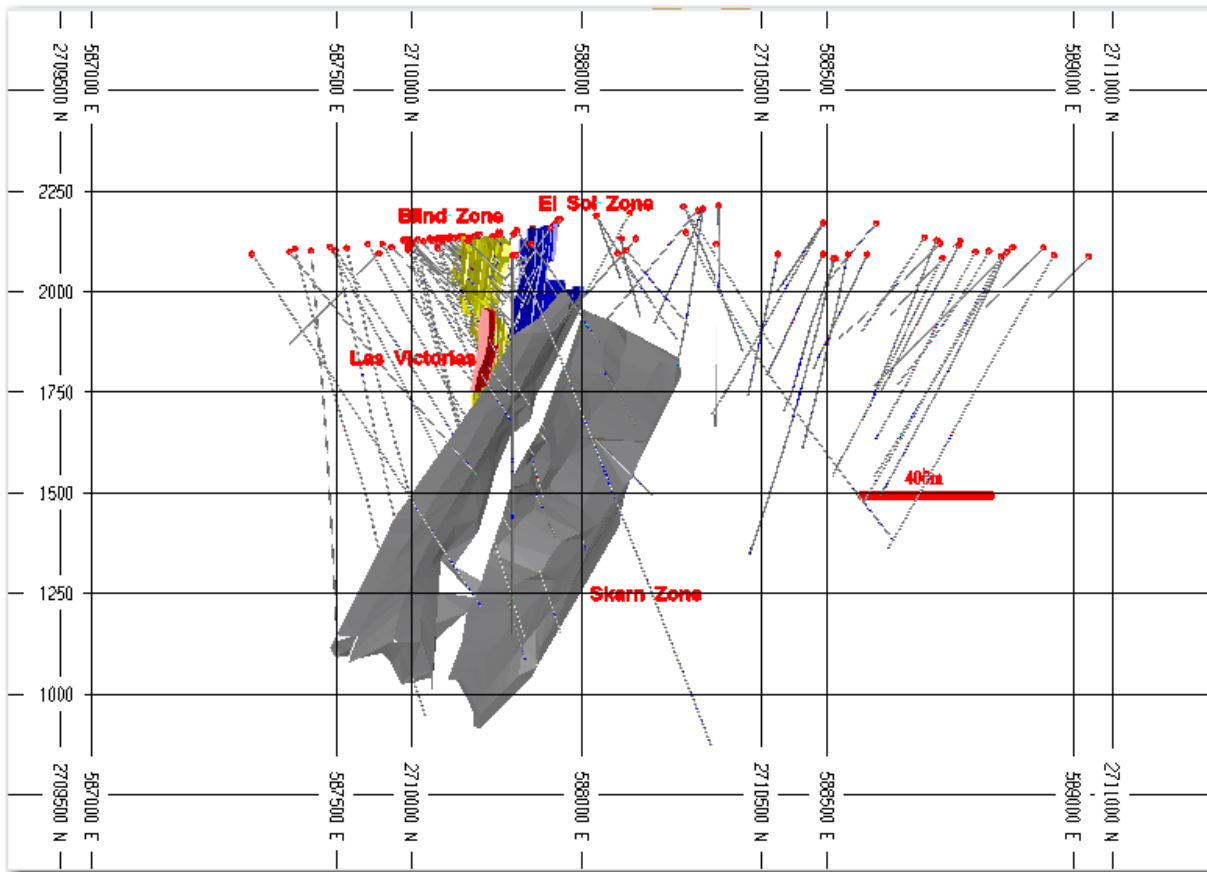 2709500 N
587000 E
587500 E
2710000 N
588000 E
2710500 N
588500 E
589000 E
2711000 N
2250
El Sol Zone
Blind Zone
2000
Las Victorias
1750
400m
1500
Skarn Zone
1250
1000
2709500 N
587000 E
587500 E
2710000 N
588000 E
2710500 N
588500 E
589000 E
2711000 N